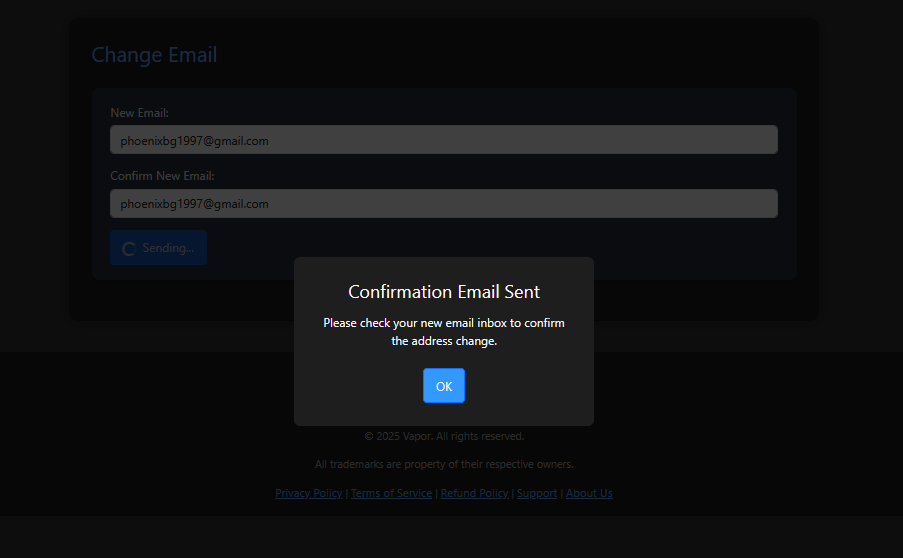 Change Email
New Email:
phoenixbg1997@gmail.com
Confirm New Email:
phoenixbg1997@gmail.com
Sending...
Confirmation Email Sent
Please check your new email inbox to confirm
the address change.
OK
© 2025 Vapor. All rights reserved.
All trademarks are property of their respective owners.
Privacy Policy | Terms of Service | Refund Policy | Support | About Us